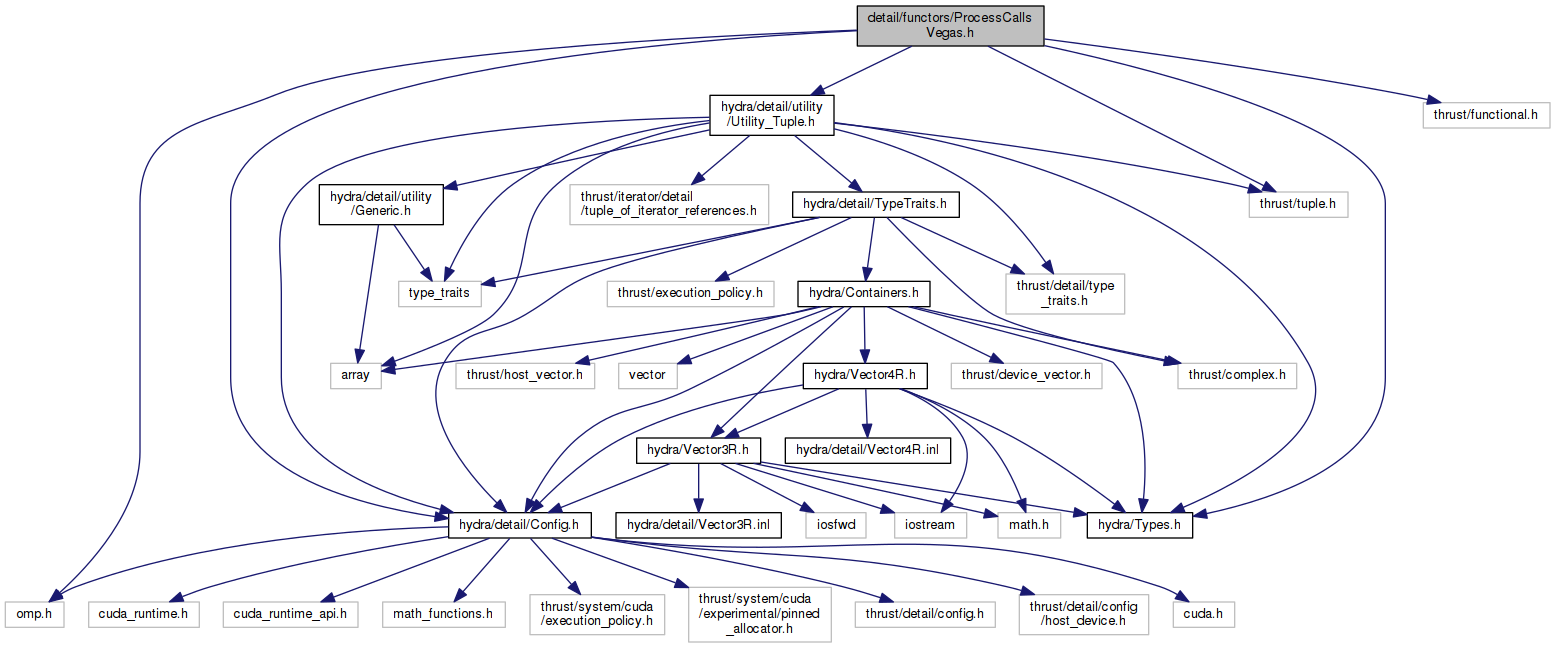 detail/functors/ProcessCalls
Vegas.h
hydra/detail/utility
/Utility_Tuple.h
thrust/functional.h
hydra/detail/utility
/Generic.h
thrust/iterator/detail
/tuple_of_iterator_references.h
hydra/detail/TypeTraits.h
thrust/tuple.h
type_traits
thrust/execution_policy.h
hydra/Containers.h
thrust/detail/type
_traits.h
array
thrust/host_vector.h
vector
hydra/Vector4R.h
thrust/device_vector.h
thrust/complex.h
hydra/Vector3R.h
hydra/detail/Vector4R.inl
hydra/detail/Config.h
hydra/detail/Vector3R.inl
iosfwd
iostream
math.h
hydra/Types.h
omp.h
cuda_runtime.h
cuda_runtime_api.h
math_functions.h
thrust/system/cuda
/execution_policy.h
thrust/system/cuda
/experimental/pinned
_allocator.h
thrust/detail/config.h
thrust/detail/config
/host_device.h
cuda.h